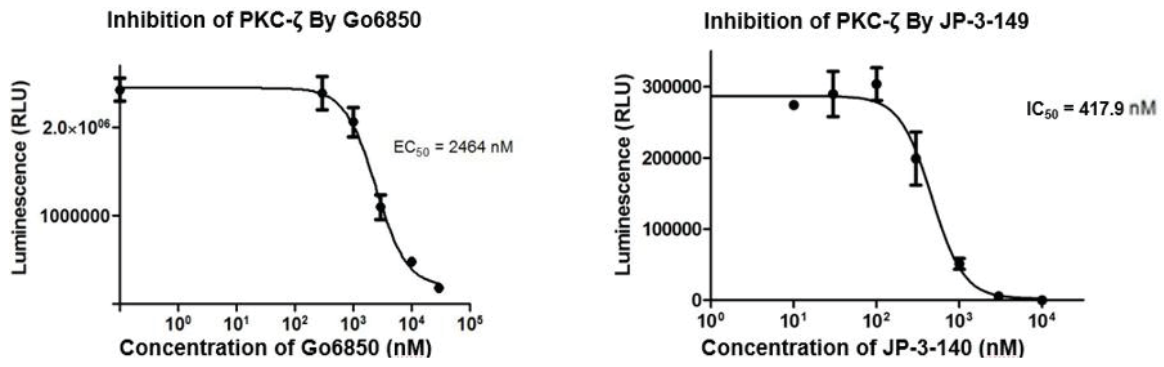 Inhibition of PKC-ζ By Go6850
Luminescence (RLU)
2.0×10⁰⁶
1000000
EC₅₀ = 2464 nM
10⁰ 10¹ 10² 10³ 10⁴ 10⁵
Concentration of Go6850 (nM)
Inhibition of PKC-ζ By JP-3-149
Luminescence (RLU)
300000
200000
100000
0
IC₅₀ = 417.9 nM
10⁰ 10¹ 10² 10³ 10⁴
Concentration of JP-3-140 (nM)